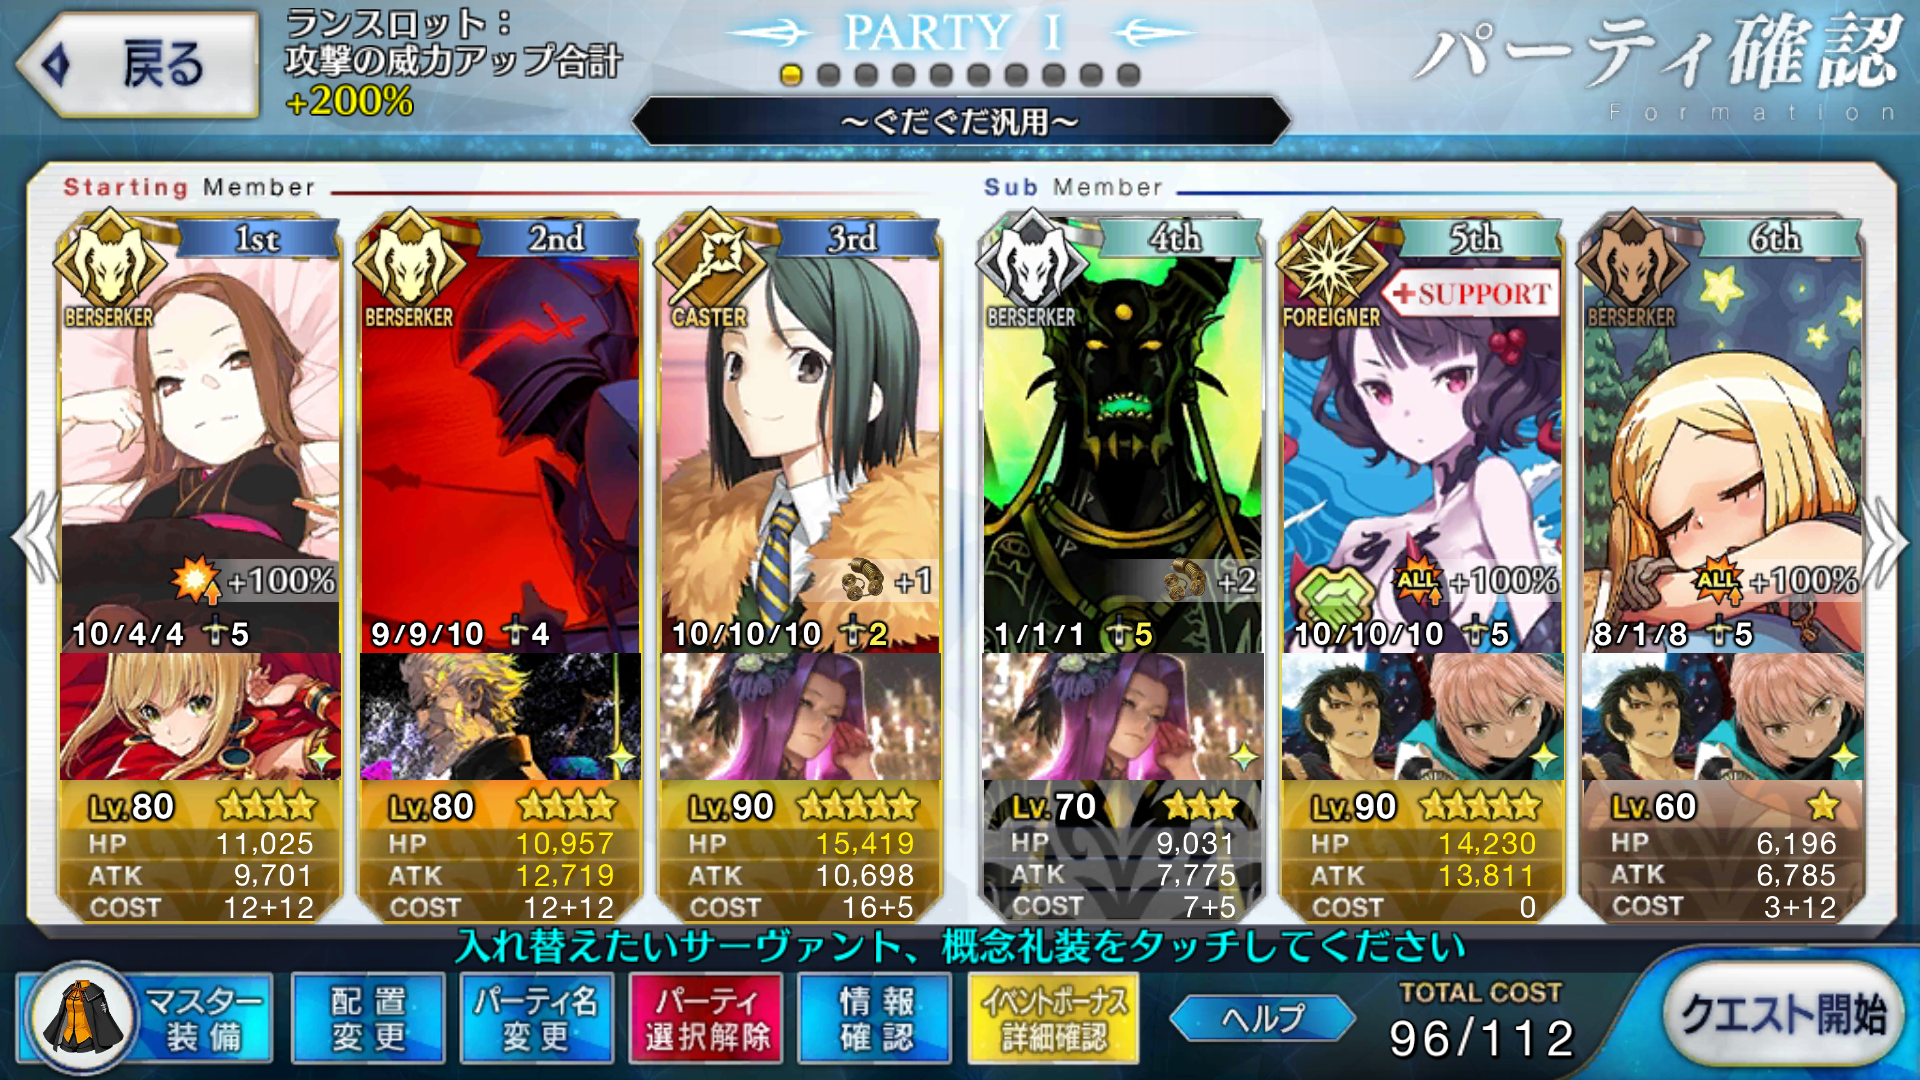 戻る
ランスロット：
攻撃の威力アップ合計
+200%
PARTY 1
～ぐだぐだ汎用～
パーティ確認
Formation
Starting Member
Sub Member
1st
BERSERKER
+100%
10/4/4 5
Lv.80
HP 11,025
ATK 9,701
COST 12+12
2nd
BERSERKER
9/9/10 4
Lv.80
HP 10,957
ATK 12,719
COST 12+12
3rd
CASTER
+1
10/10/10 2
Lv.90
HP 15,419
ATK 10,698
COST 16+5
4th
BERSERKER
+2
1/1/1 5
Lv.70
HP 9,031
ATK 7,775
COST 7+5
5th
FOREIGNER
+SUPPORT
ALL +100%
10/10/10 5
Lv.90
HP 14,230
ATK 13,811
COST 0
6th
BERSERKER
ALL +100%
8/1/8 5
Lv.60
HP 6,196
ATK 6,785
COST 3+12
入れ替えたいサーヴァント、概念礼装をタッチしてください
マスター
装備
配置
変更
パーティ名
変更
パーティ
選択解除
情報
確認
イベントボーナス
詳細確認
ヘルプ
TOTAL COST
96/112
クエスト開始